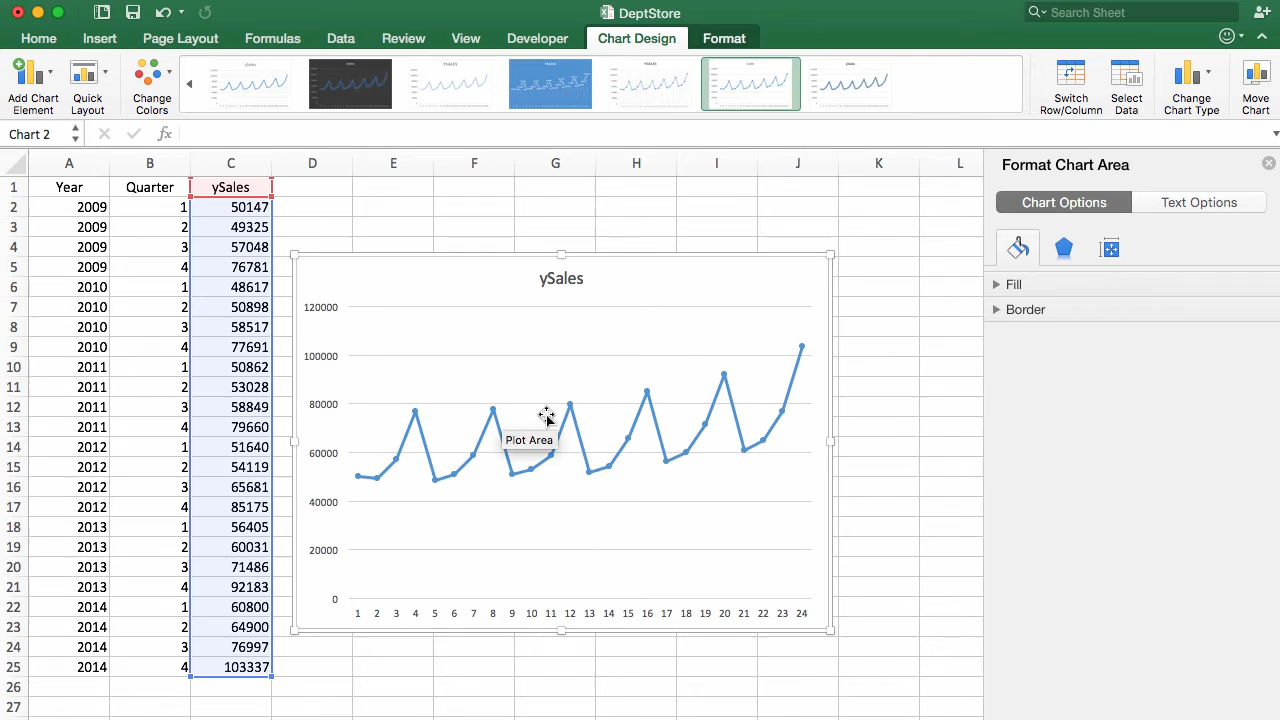 DeptStore
Search Sheet
Home Insert Page Layout Formulas Data Review View Developer Chart Design Format
Add Chart Element
Quick Layout
Change Colors
Switch Row/Column
Select Data
Change Chart Type
Move Chart
Chart 2 fx
A B C D E F G H I J K L
1 Year Quarter ySales
2 2009 1 50147
3 2009 2 49325
4 2009 3 57048
5 2009 4 76781
6 2010 1 48617
7 2010 2 50898
8 2010 3 58517
9 2010 4 77691
10 2011 1 50862
11 2011 2 53028
12 2011 3 58849
13 2011 4 79660
14 2012 1 51640
15 2012 2 54119
16 2012 3 65681
17 2012 4 85175
18 2013 1 56405
19 2013 2 60031
20 2013 3 71486
21 2013 4 92183
22 2014 1 60800
23 2014 2 64900
24 2014 3 76997
25 2014 4 103337
26
27
ySales
120000
100000
80000
60000
40000
20000
0
1 2 3 4 5 6 7 8 9 10 11 12 13 14 15 16 17 18 19 20 21 22 23 24
Plot Area
Format Chart Area
Chart Options Text Options
Fill
Border